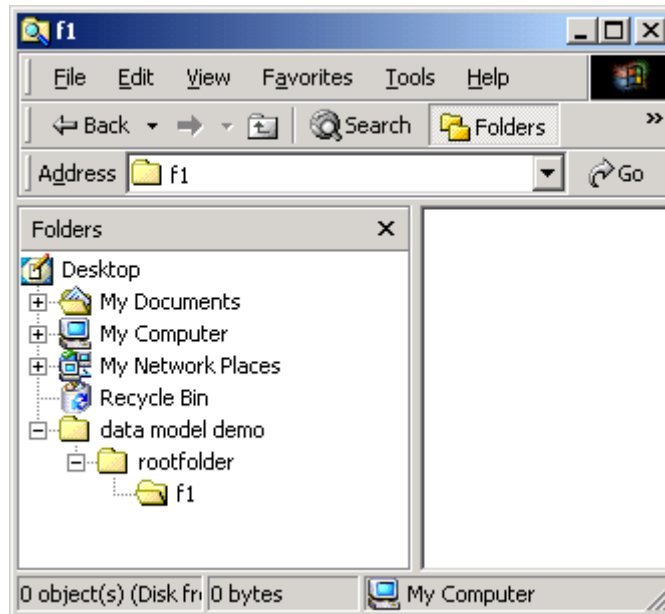 f1
File Edit View Favorites Tools Help
Back Search Folders »
Address f1 Go
Folders
Desktop
My Documents
My Computer
My Network Places
Recycle Bin
data model demo
rootfolder
f1
0 object(s) (Disk fr 0 bytes My Computer